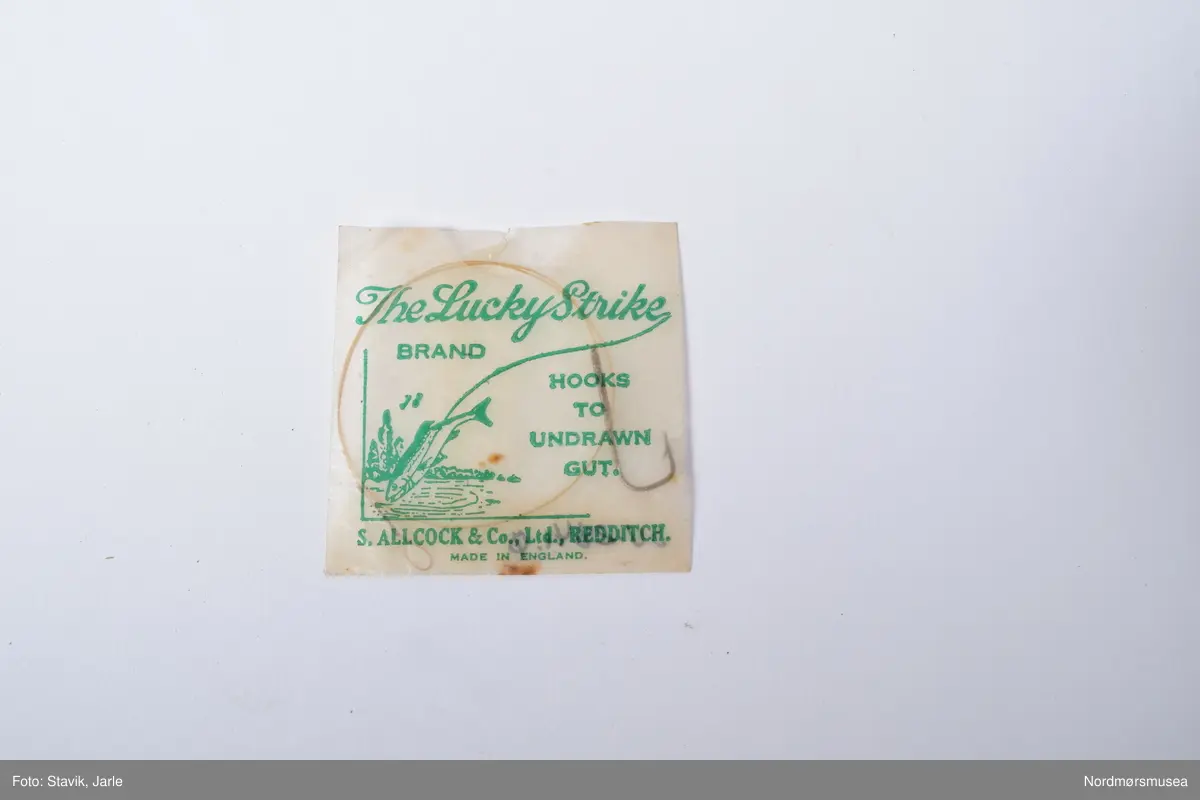 The Lucky Strike
BRAND
HOOKS
TO
UNDRAWN
GUT.
S. ALLCOCK & Co., Ltd., REDDITCH.
MADE IN ENGLAND.
Foto: Stavik, Jarle
Nordmørsmusea